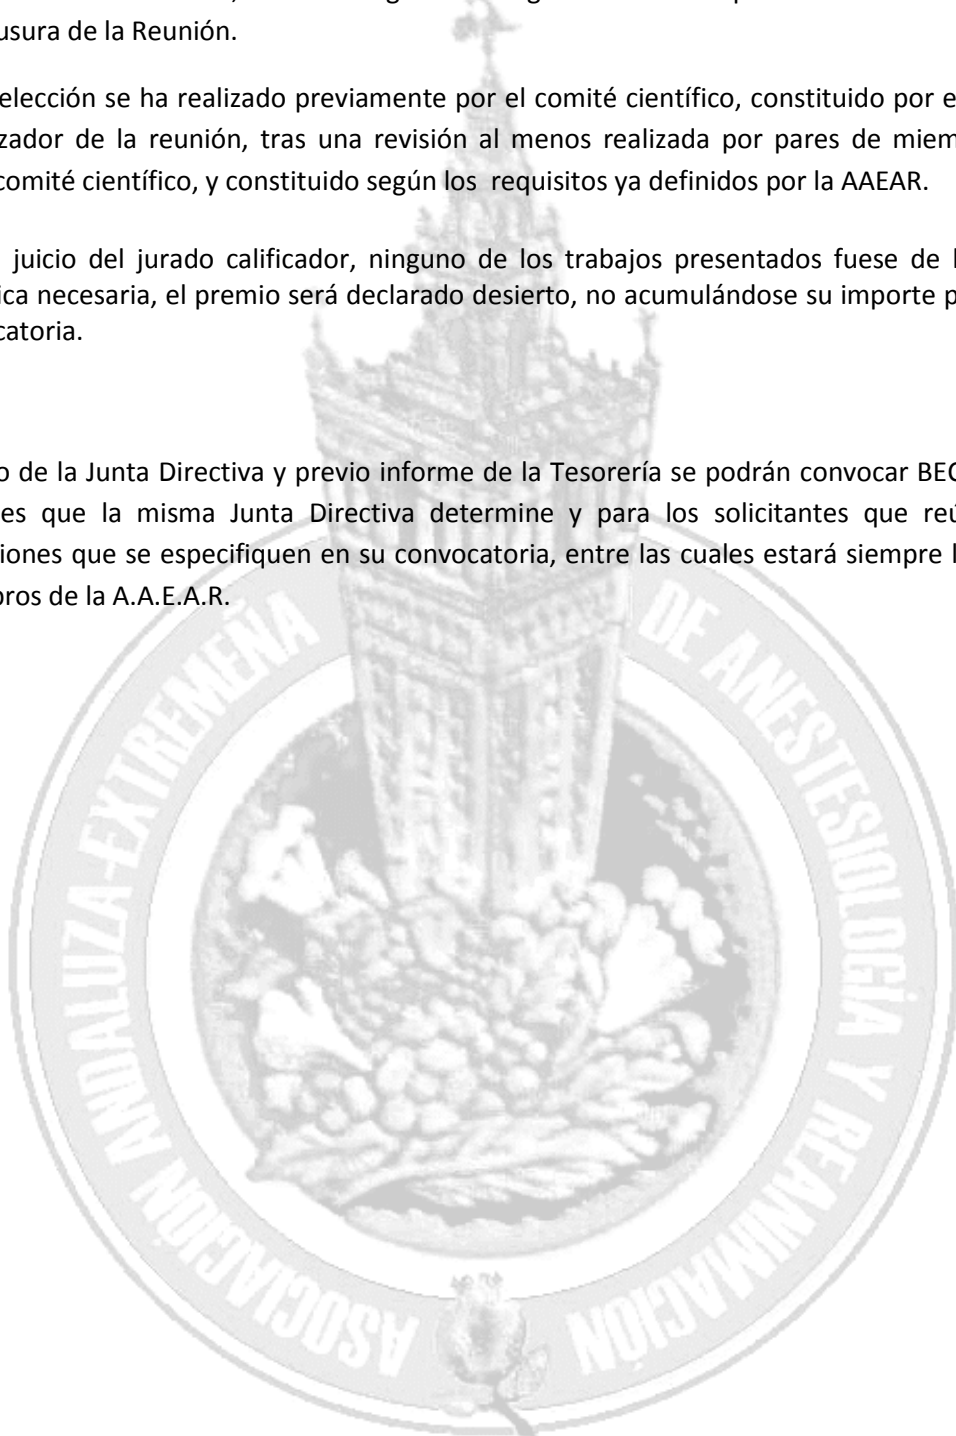 usura de la Reunión.
elección se ha realizado previamente por el comité científico, constituido por e
zador de la reunión, tras una revisión al menos realizada por pares de miem
comité científico, y constituido según los requisitos ya definidos por la AAEAR.
juicio del jurado calificador, ninguno de los trabajos presentados fuese de l
ica necesaria, el premio será declarado desierto, no acumulándose su importe p
catoria.
o de la Junta Directiva y previo informe de la Tesorería se podrán convocar BEC
es que la misma Junta Directiva determine y para los solicitantes que reú
iones que se especifiquen en su convocatoria, entre las cuales estará siempre l
bros de la A.A.E.A.R.
ASOCIACIÓN ANDALUZA-EXTREMEÑA DE ANESTESIOLOGÍA Y REANIMACIÓN